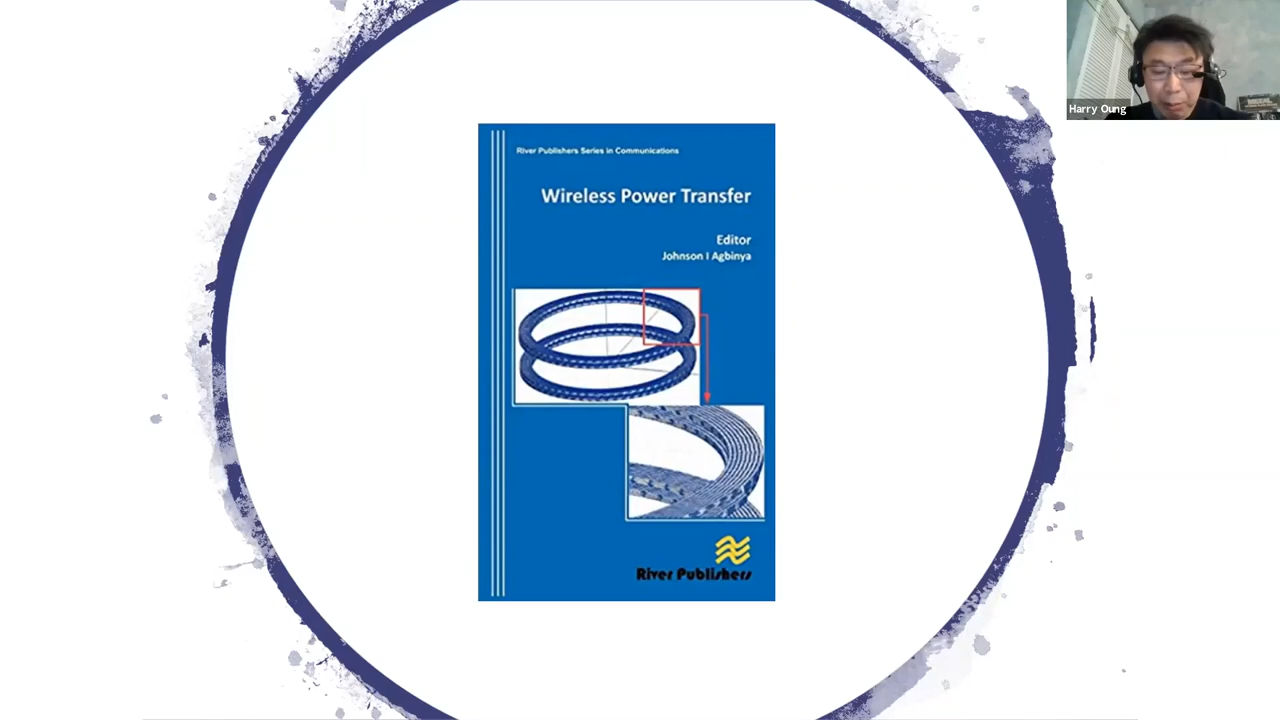 River Publishers Series in Communications
Wireless Power Transfer
Editor
Johnson I Agbinya
River Publishers
Harry Oung